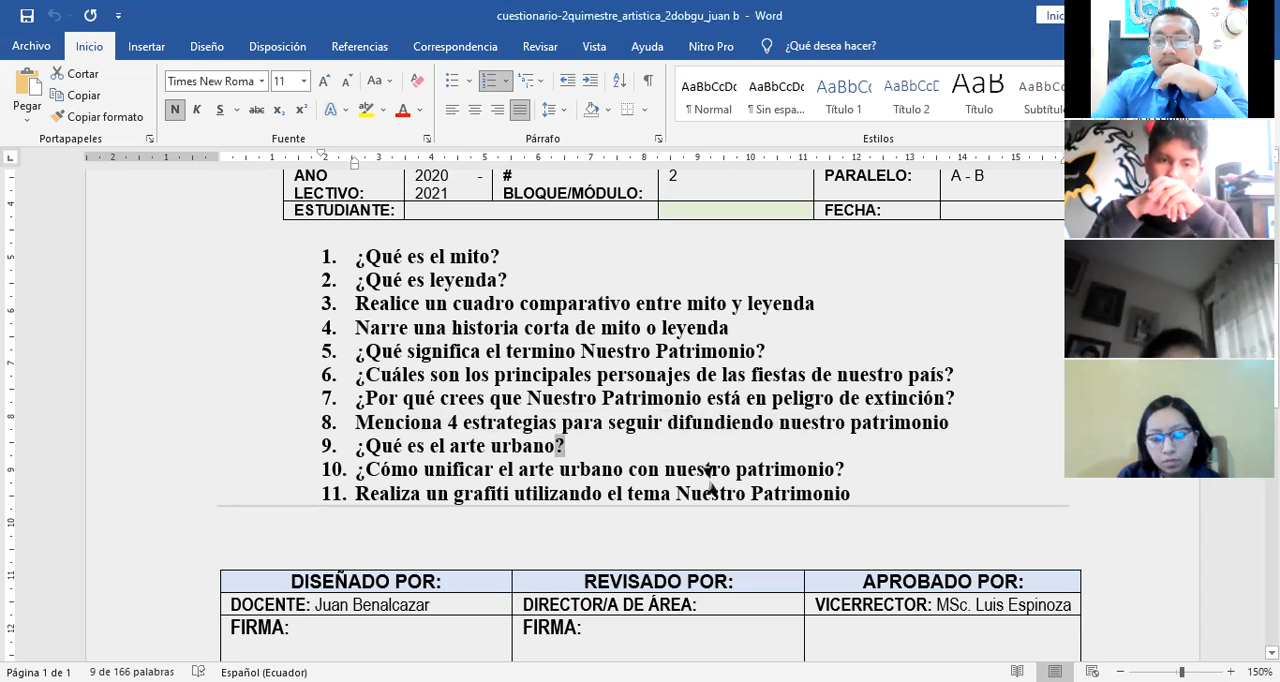 cuestionario-2quimestre_artistica_2dobgu_juan b - Word
Inic
Archivo Inicio Insertar Diseño Disposición Referencias Correspondencia Revisar Vista Ayuda Nitro Pro ¿Qué desea hacer?
Pegar
Cortar
Copiar
Copiar formato
Times New Roma 11
Aa
N K S abc x₂ x² A A
AaBbCcDc AaBbCcDc AaBbC AaBbCcE AaB AaBbCc
¶ Normal ¶ Sin espa... Título 1 Título 2 Título Subtítu
Portapapeles Fuente Párrafo Estilos
AÑO LECTIVO: 2020 - 2021 # BLOQUE/MÓDULO: 2 PARALELO: A - B
ESTUDIANTE: FECHA:
1. ¿Qué es el mito?
2. ¿Qué es leyenda?
3. Realice un cuadro comparativo entre mito y leyenda
4. Narre una historia corta de mito o leyenda
5. ¿Qué significa el termino Nuestro Patrimonio?
6. ¿Cuáles son los principales personajes de las fiestas de nuestro país?
7. ¿Por qué crees que Nuestro Patrimonio está en peligro de extinción?
8. Menciona 4 estrategias para seguir difundiendo nuestro patrimonio
9. ¿Qué es el arte urbano?
10. ¿Cómo unificar el arte urbano con nuestro patrimonio?
11. Realiza un grafiti utilizando el tema Nuestro Patrimonio
DISEÑADO POR: REVISADO POR: APROBADO POR:
DOCENTE: Juan Benalcazar DIRECTOR/A DE ÁREA: VICERRECTOR: MSc. Luis Espinoza
FIRMA: FIRMA:
Página 1 de 1 9 de 166 palabras Español (Ecuador) 150%